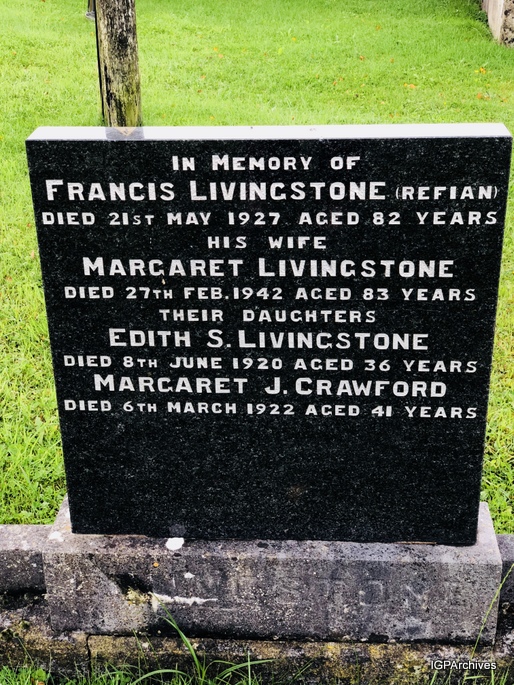 IN MEMORY OF
FRANCIS LIVINGSTONE (REFIAN)
DIED 21ST MAY 1927 AGED 82 YEARS
HIS WIFE
MARGARET LIVINGSTONE
DIED 27TH FEB. 1942 AGED 83 YEARS
THEIR DAUGHTERS
EDITH S. LIVINGSTONE
DIED 8TH JUNE 1920 AGED 36 YEARS
MARGARET J. CRAWFORD
DIED 6TH MARCH 1922 AGED 41 YEARS
LIVINGSTONE
IGPArchives